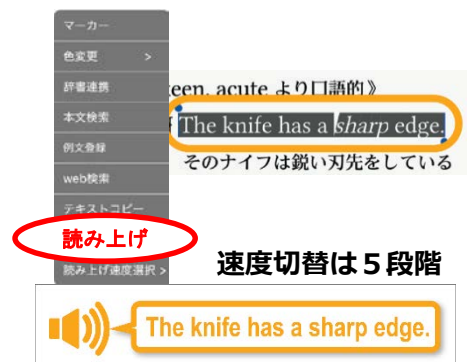 マーカー
色変更 >
辞書連携
本文検索
例文登録
web検索
テキストコピー
読み上げ
読み上げ速度選択 >
een, acute より口語的》
The knife has a sharp edge.
そのナイフは鋭い刃先をしている
速度切替は５段階
The knife has a sharp edge.